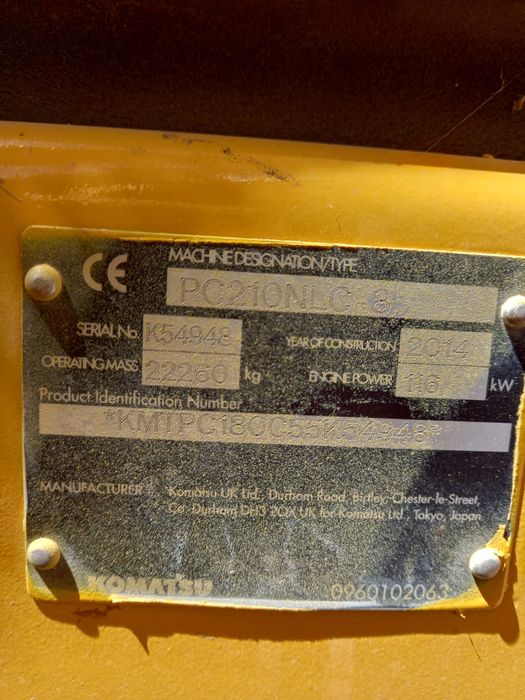 CE
MACHINE DESIGNATION/TYPE
PC210NLC-8
SERIAL No. K54948 YEAR OF CONSTRUCTION 2014
OPERATING MASS 22260 kg ENGINE POWER 116 kW
Product Identification Number
*KMTPC180C55K54948*
MANUFACTURER Komatsu UK Ltd., Durham Road, Birtley, Chester-le-Street,
Co. Durham DH3 2QX UK for Komatsu Ltd., Tokyo, Japan
KOMATSU 0960102063